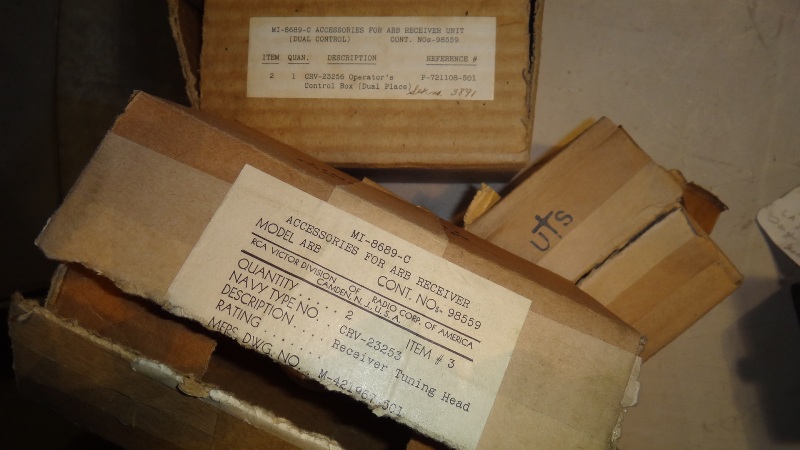 MI-8689-C ACCESSORIES FOR ARB RECEIVER UNIT
(DUAL CONTROL) CONT. NOs-98559
ITEM QUAN. DESCRIPTION REFERENCE #
2 1 CRV-23256 Operator's P-721108-501
Control Box (Dual Place) 3891
MI-8689-C
ACCESSORIES FOR ARB RECEIVER
MODEL ARB CONT. NOs- 98559
RCA VICTOR DIVISION OF RADIO CORP. OF AMERICA
CAMDEN, N. J., U.S.A.
QUANTITY . . . . 2 ITEM # 3
NAVY TYPE NO. . . CRV-23253
DESCRIPTION . . . Receiver Tuning Head
RATING . . . .
MFRS. DWG. NO. . M-421967-501
UTS